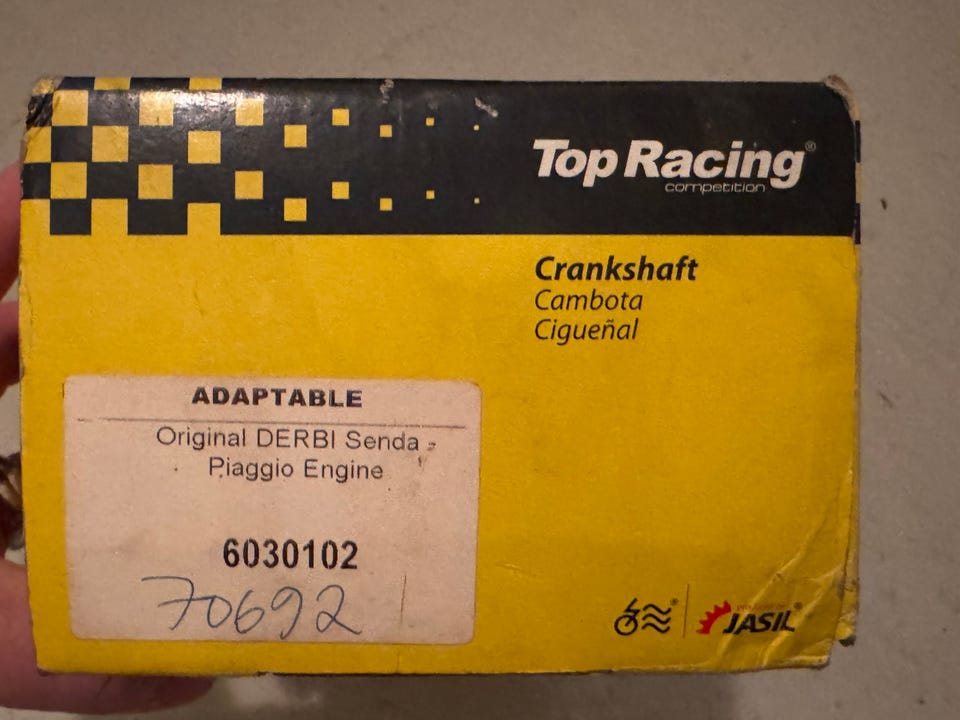 Top Racing®
competition
Crankshaft
Cambota
Cigueñal
ADAPTABLE
Original DERBI Senda -
Piaggio Engine
6030102
70692
JASIL®